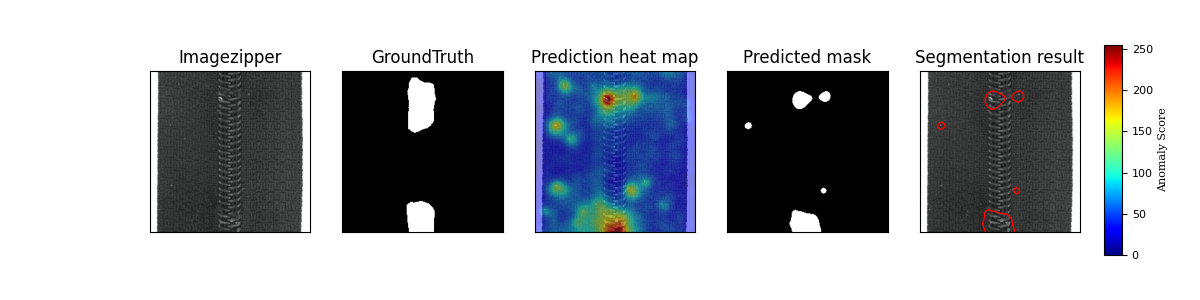 Imagezipper
GroundTruth
Prediction heat map
Predicted mask
Segmentation result
250
200
150
100
50
0
Anomaly Score